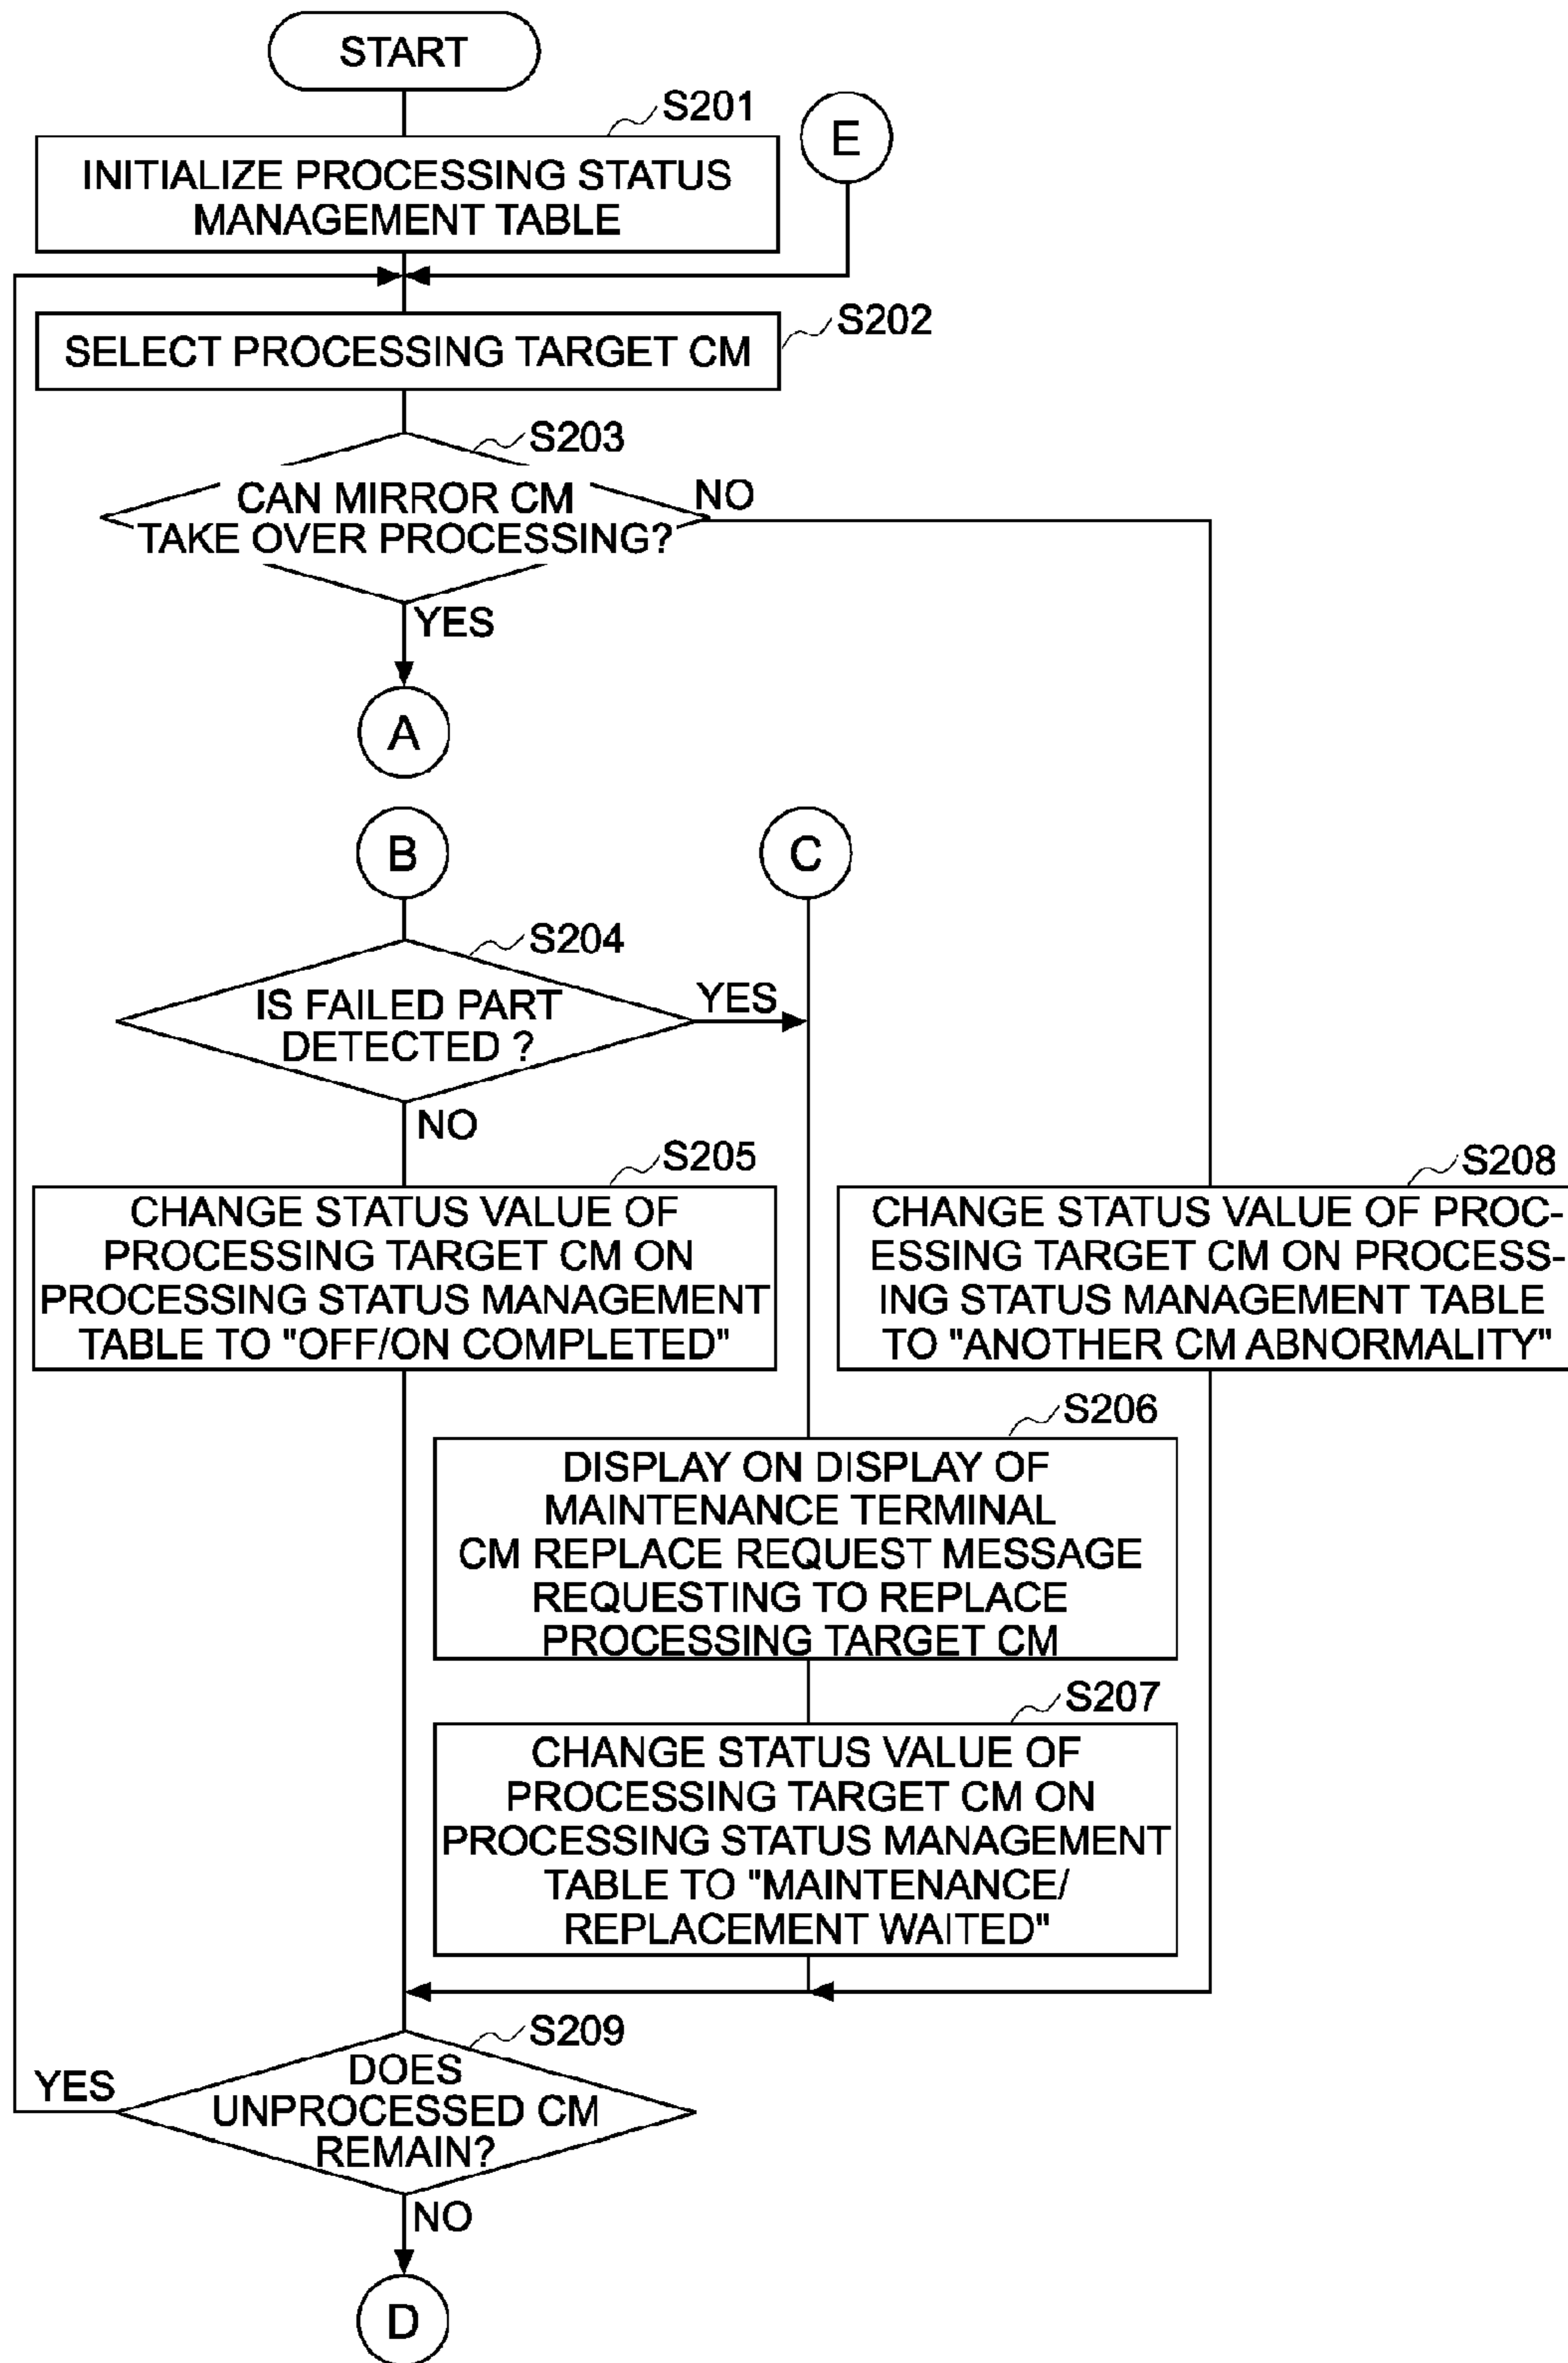 START
S201
INITIALIZE PROCESSING STATUS
MANAGEMENT TABLE
E
S202
SELECT PROCESSING TARGET CM
S203
CAN MIRROR CM
TAKE OVER PROCESSING?
NO
YES
A
B
C
S204
IS FAILED PART
DETECTED ?
YES
NO
S205
CHANGE STATUS VALUE OF
PROCESSING TARGET CM ON
PROCESSING STATUS MANAGEMENT
TABLE TO "OFF/ON COMPLETED"
S208
CHANGE STATUS VALUE OF PROC-
ESSING TARGET CM ON PROCESS-
ING STATUS MANAGEMENT TABLE
TO "ANOTHER CM ABNORMALITY"
S206
DISPLAY ON DISPLAY OF
MAINTENANCE TERMINAL
CM REPLACE REQUEST MESSAGE
REQUESTING TO REPLACE
PROCESSING TARGET CM
S207
CHANGE STATUS VALUE OF
PROCESSING TARGET CM ON
PROCESSING STATUS MANAGEMENT
TABLE TO "MAINTENANCE/
REPLACEMENT WAITED"
S209
DOES
UNPROCESSED CM
REMAIN?
YES
NO
D